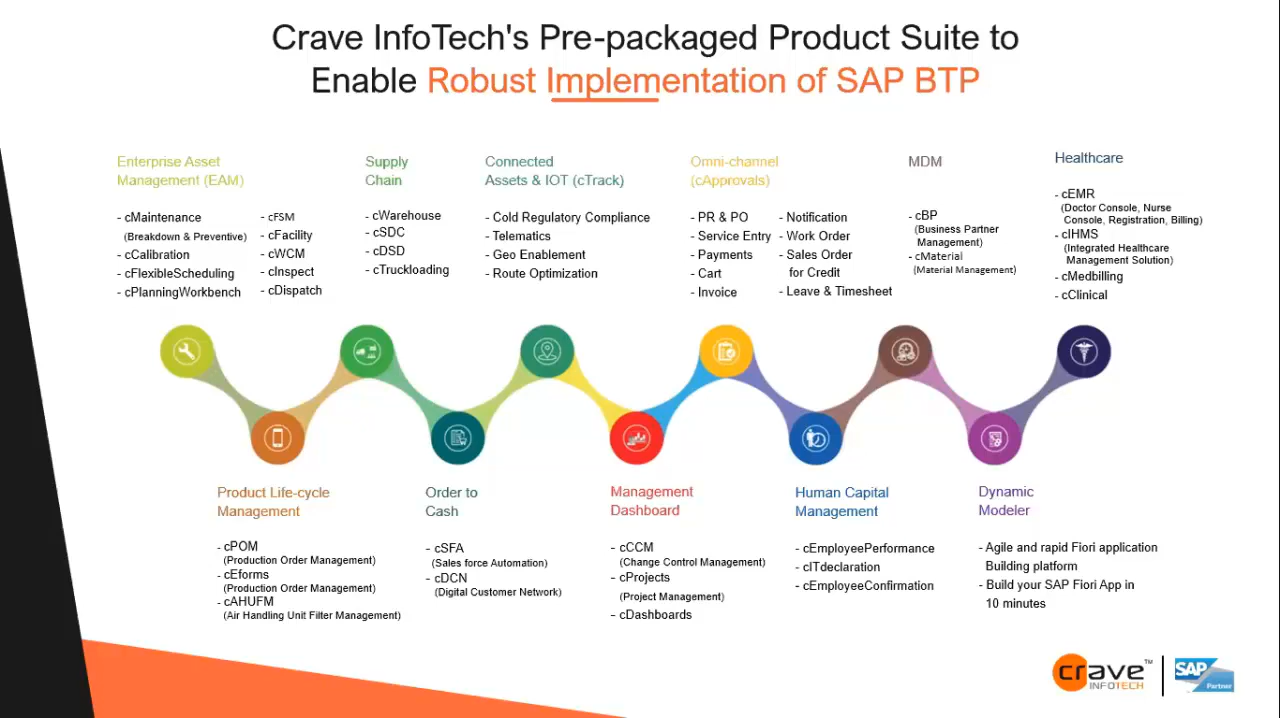 Crave InfoTech's Pre-packaged Product Suite to
Enable Robust Implementation of SAP BTP
Enterprise Asset
Management (EAM)
- cMaintenance
(Breakdown & Preventive)
- cCalibration
- cFlexibleScheduling
- cPlanningWorkbench
- cFSM
- cFacility
- cWCM
- cInspect
- cDispatch
Supply
Chain
- cWarehouse
- cSDC
- cDSD
- cTruckloading
Connected
Assets & IOT (cTrack)
- Cold Regulatory Compliance
- Telematics
- Geo Enablement
- Route Optimization
Omni-channel
(cApprovals)
- PR & PO
- Service Entry
- Payments
- Cart
- Invoice
- Notification
- Work Order
- Sales Order
for Credit
- Leave & Timesheet
MDM
- cBP
(Business Partner
Management)
- cMaterial
(Material Management)
Healthcare
- cEMR
(Doctor Console, Nurse
Console, Registration, Billing)
- cIHMS
(Integrated Healthcare
Management Solution)
- cMedbilling
- cClinical
Product Life-cycle
Management
- cPOM
(Production Order Management)
- cEforms
(Production Order Management)
- cAHUFM
(Air Handling Unit Filter Management)
Order to
Cash
- cSFA
(Sales force Automation)
- cDCN
(Digital Customer Network)
Management
Dashboard
- cCCM
(Change Control Management)
- cProjects
(Project Management)
- cDashboards
Human Capital
Management
- cEmployeePerformance
- cITdeclaration
- cEmployeeConfirmation
Dynamic
Modeler
- Agile and rapid Fiori application
Building platform
- Build your SAP Fiori App in
10 minutes
crave™
INFOTECH
SAP
Partner